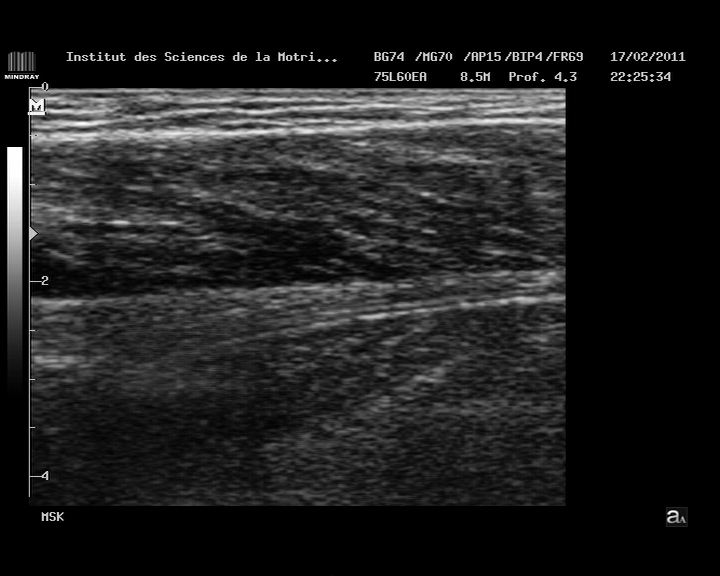 Institut des Sciences de la Motri... BG74 /MG70 /AP15/BIP4/FR69 17/02/2011
MINDRAY 75L60EA 8.5M Prof. 4.3 22:25:34
0
M
2
4
MSK
aA